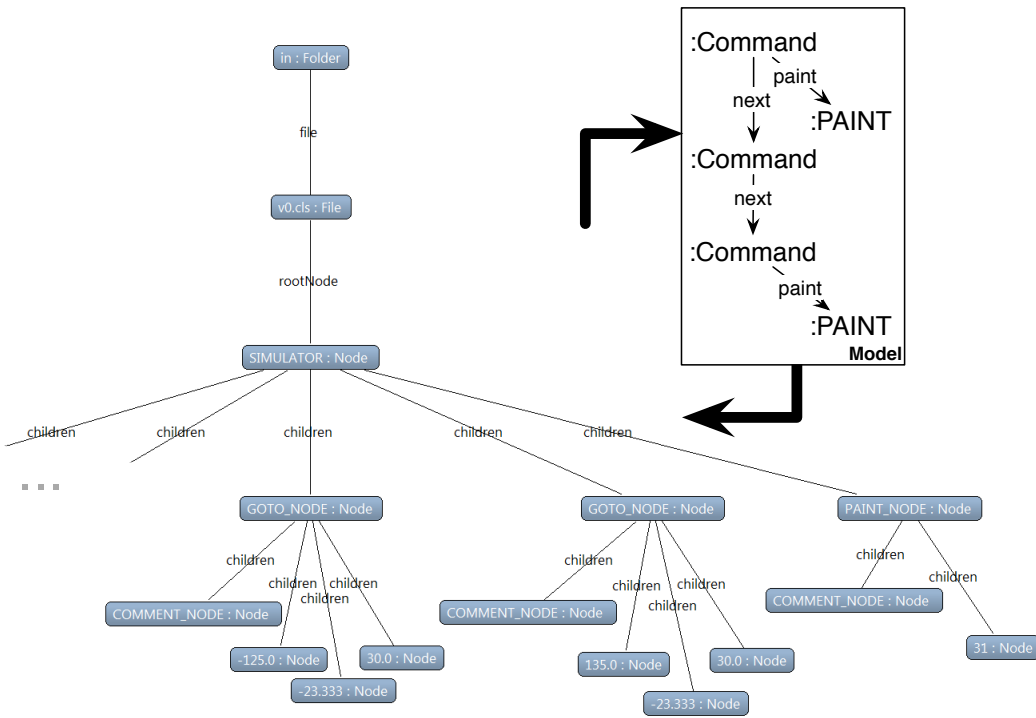 :Command
paint
next
:PAINT
:Command
next
:Command
paint
:PAINT
Model
in : Folder
file
v0.cls : File
rootNode
SIMULATOR : Node
children children children children children
...
GOTO_NODE : Node GOTO_NODE : Node PAINT_NODE : Node
children children children
children children children children children
children children
COMMENT_NODE : Node COMMENT_NODE : Node COMMENT_NODE : Node
-125.0 : Node 30.0 : Node 135.0 : Node 30.0 : Node 31 : Node
-23.333 : Node -23.333 : Node